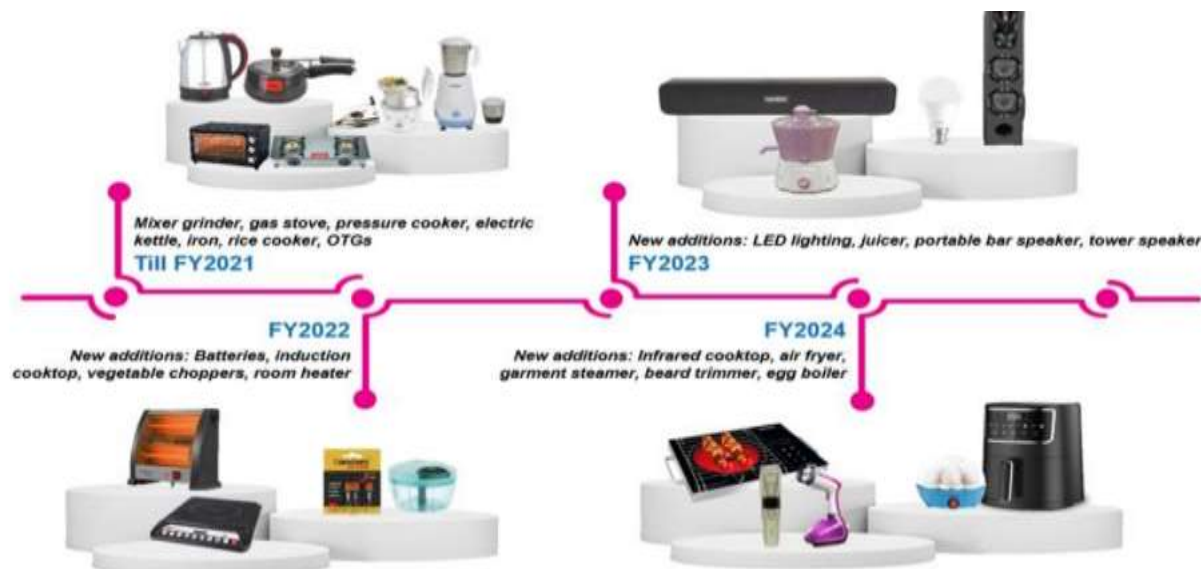 Mixer grinder, gas stove, pressure cooker, electric
kettle, iron, rice cooker, OTGs
Till FY2021
New additions: LED lighting, juicer, portable bar speaker, tower speaker
FY2023
FY2022
New additions: Batteries, induction
cooktop, vegetable choppers, room heater
FY2024
New additions: Infrared cooktop, air fryer,
garment steamer, beard trimmer, egg boiler